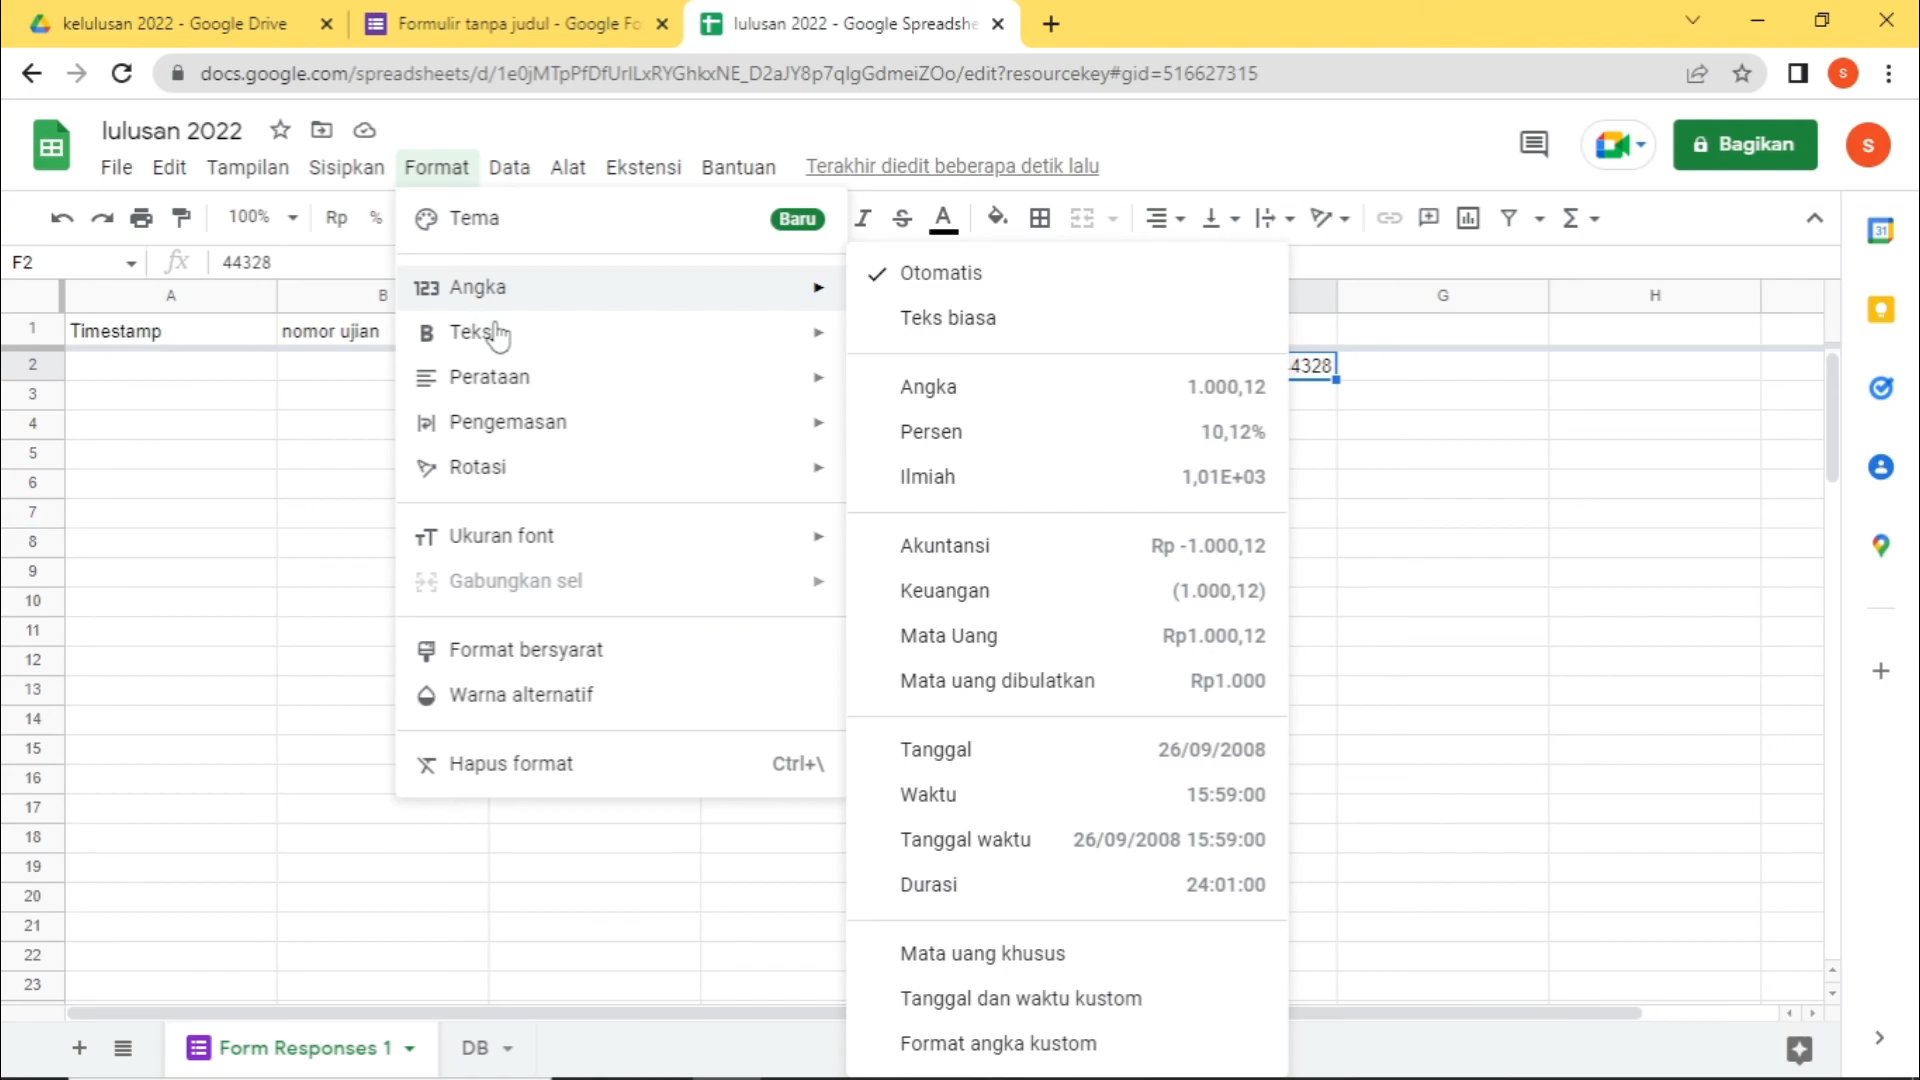 kelulusan 2022 - Google Drive
Formulir tanpa judul - Google Fo
lulusan 2022 - Google Spreadshe
docs.google.com/spreadsheets/d/1e0jMTpPfDfUrlLxRYGhkxNE_D2aJY8p7qlgGdmeiZOo/edit?resourcekey#gid=516627315
S
lulusan 2022
File Edit Tampilan Sisipkan Format Data Alat Ekstensi Bantuan Terakhir diedit beberapa detik lalu
Bagikan
S
100% Rp %
F2 fx 44328
A B G H
1 Timestamp nomor ujian
2 4328
3
4
5
6
7
8
9
10
11
12
13
14
15
16
17
18
19
20
21
22
23
Tema Baru
123 Angka
B Teks
Perataan
Pengemasan
Rotasi
Ukuran font
Gabungkan sel
Format bersyarat
Warna alternatif
Hapus format Ctrl+\
Otomatis
Teks biasa
Angka 1.000,12
Persen 10,12%
Ilmiah 1,01E+03
Akuntansi Rp -1.000,12
Keuangan (1.000,12)
Mata Uang Rp1.000,12
Mata uang dibulatkan Rp1.000
Tanggal 26/09/2008
Waktu 15:59:00
Tanggal waktu 26/09/2008 15:59:00
Durasi 24:01:00
Mata uang khusus
Tanggal dan waktu kustom
Format angka kustom
31
Form Responses 1 DB